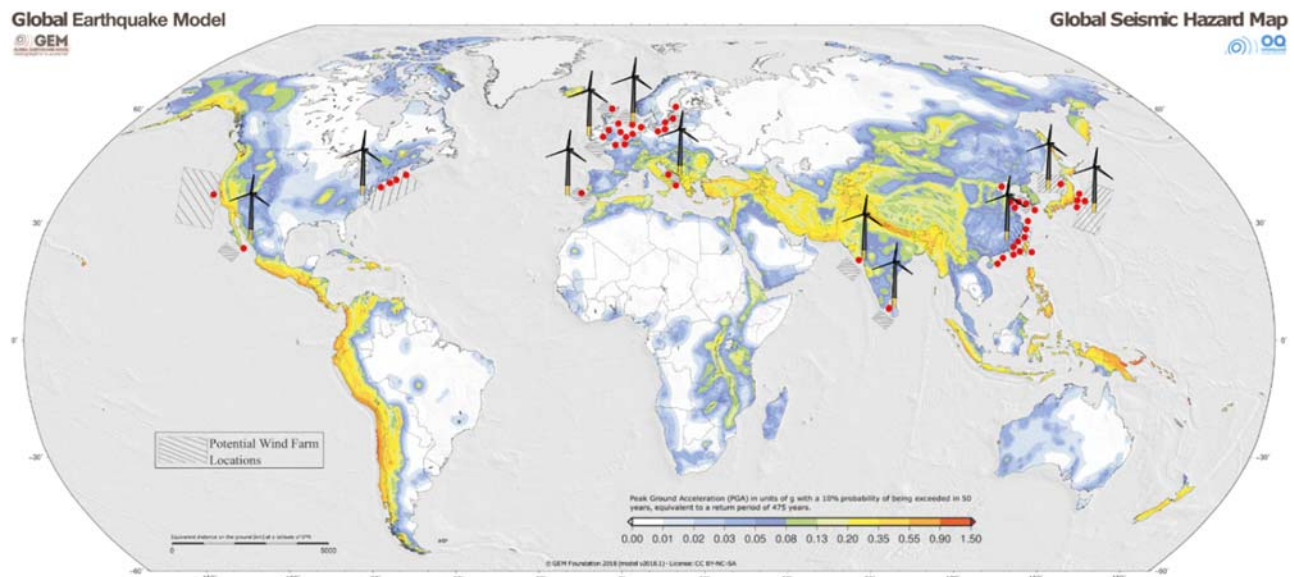 Global Earthquake Model
Global Seismic Hazard Map
GEM
OQ
60°
30°
0°
0°
-30°
-30°
-60°
Potential Wind Farm
Locations
Peak Ground Acceleration (PGA) in units of g with a 10% probability of being exceeded in 50
years, equivalent to a return period of 475 years.
0.00 0.01 0.02 0.03 0.05 0.08 0.13 0.20 0.35 0.55 0.90 1.50
0 5000
© GEM Foundation 2018 (model v2018.1) - License: CC BY-NC-SA